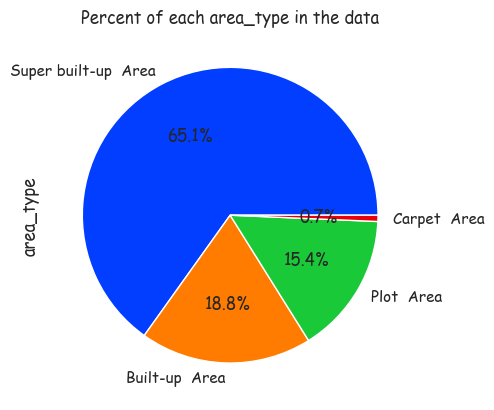 Percent of each area_type in the data
Super built-up  Area
65.1%
area_type
0.7%
Carpet  Area
15.4%
Plot  Area
18.8%
Built-up  Area